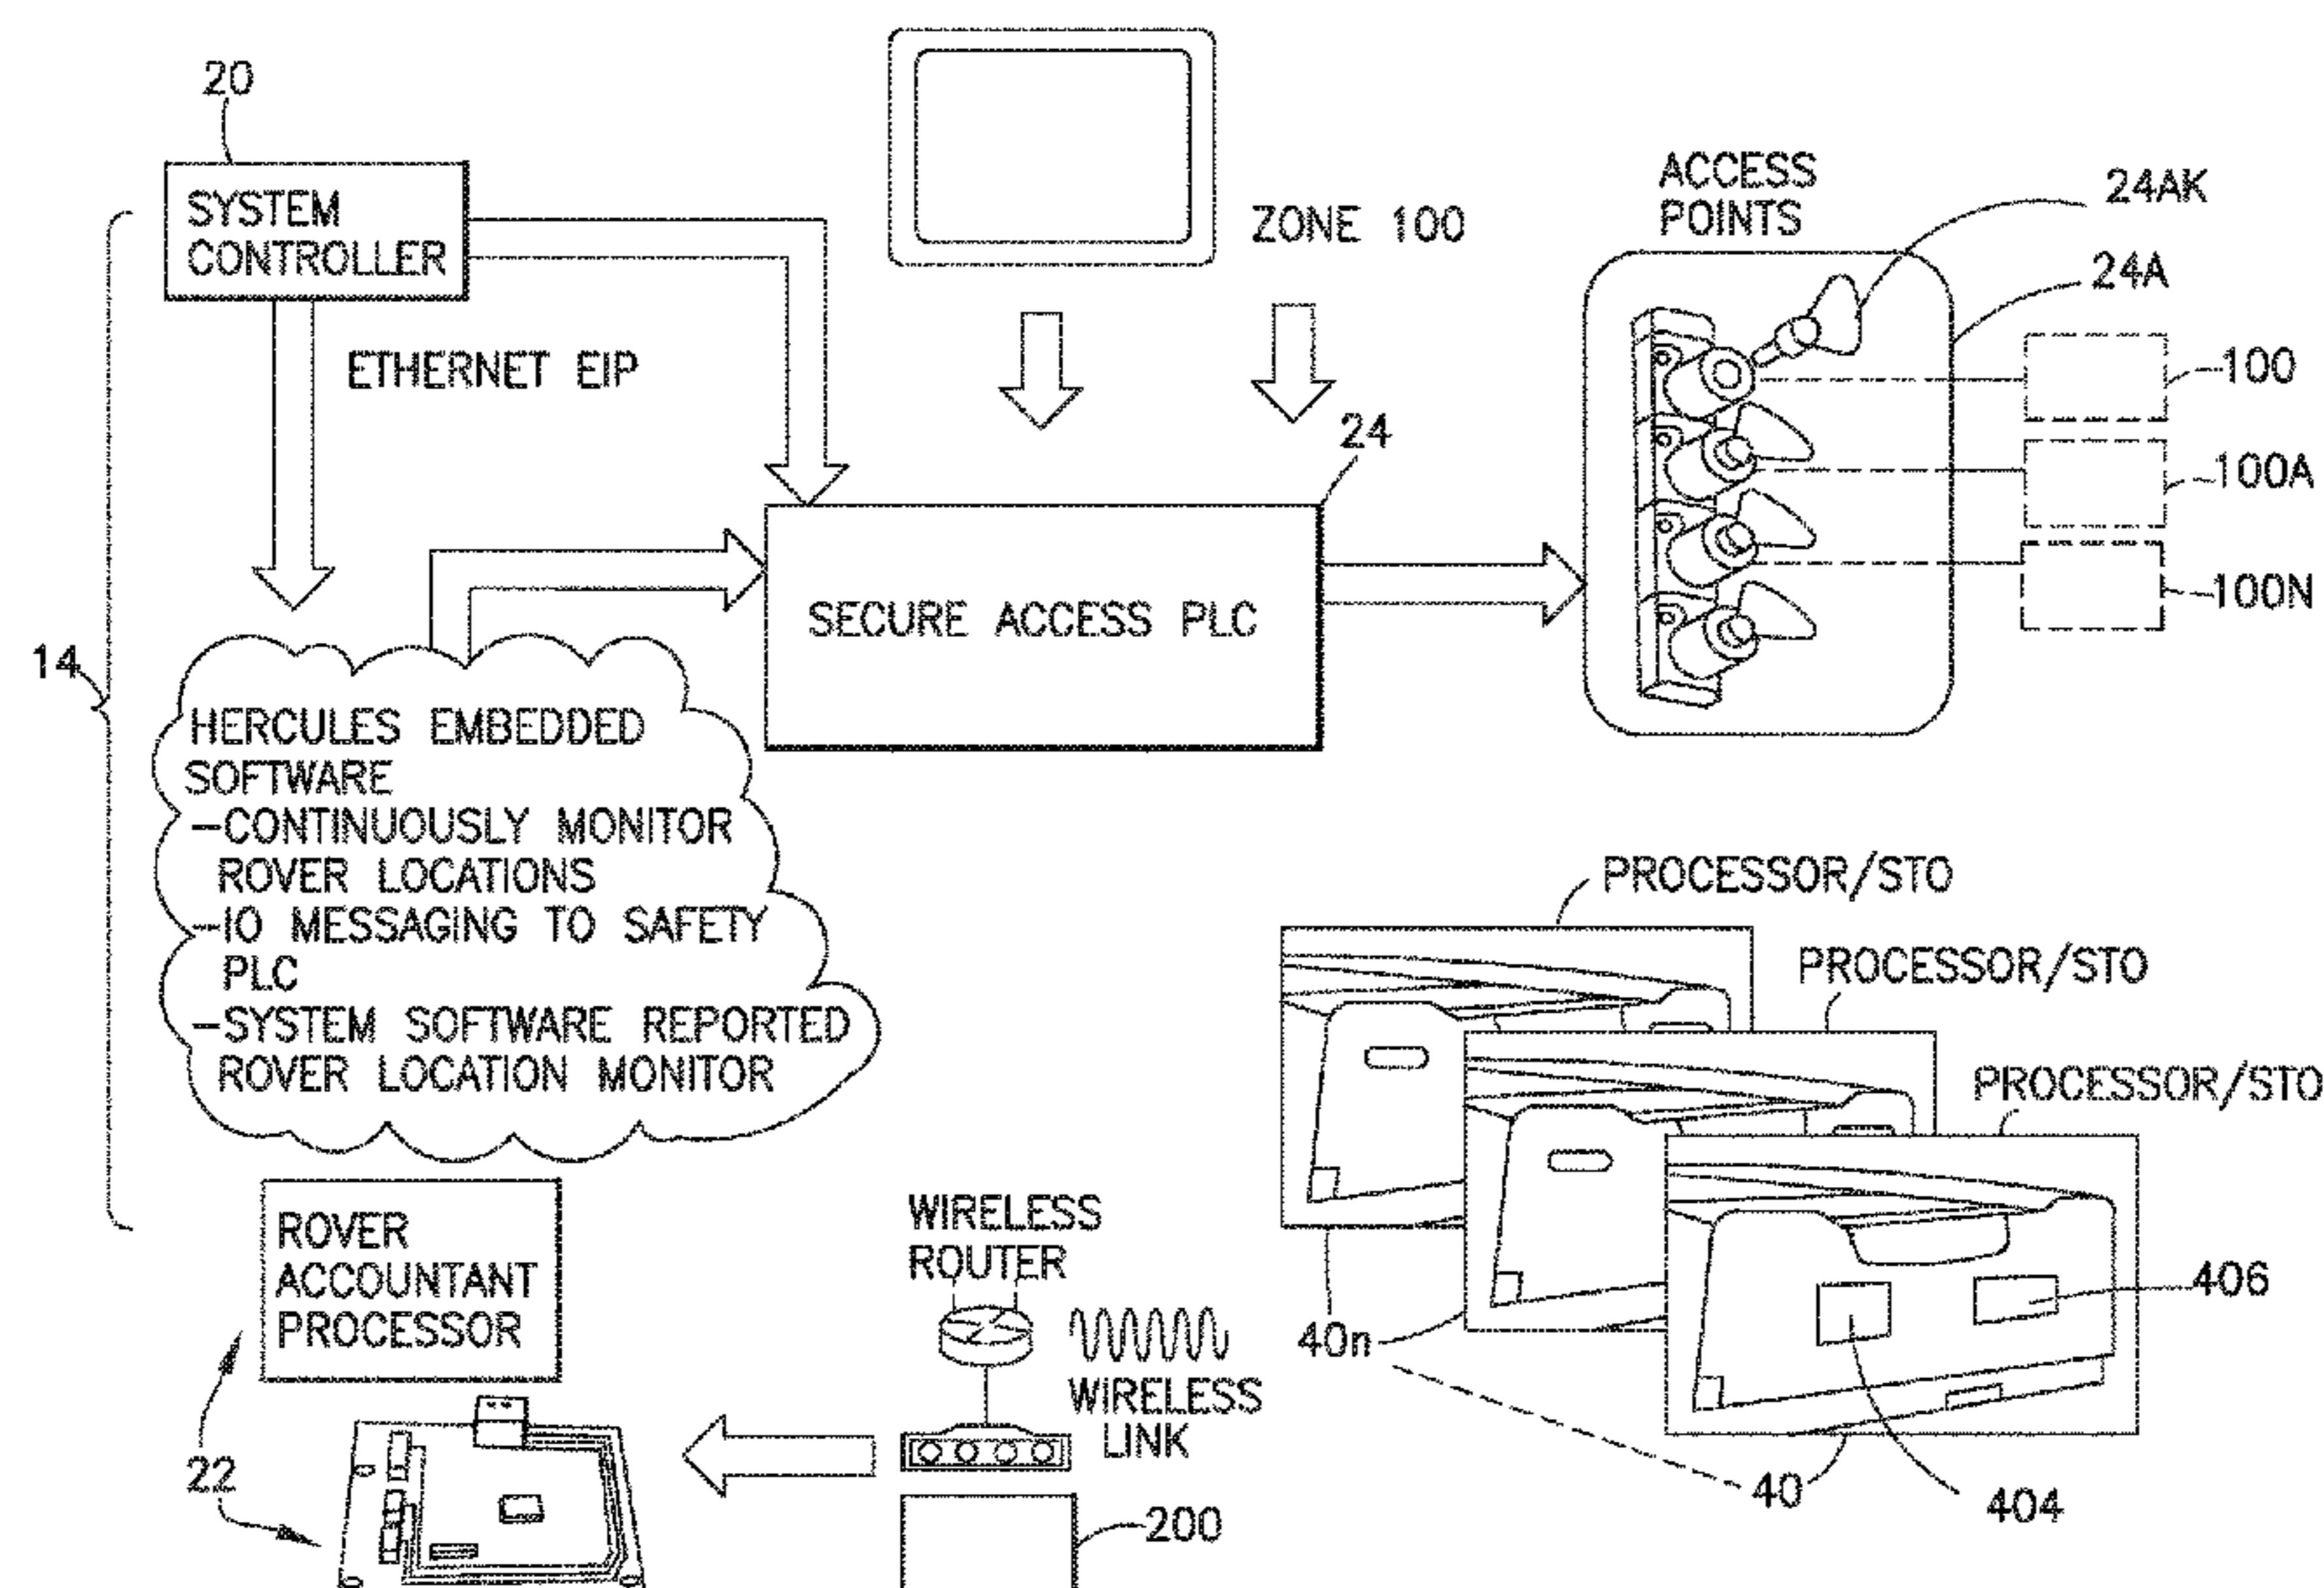 20
SYSTEM
CONTROLLER
ETHERNET EIP
ZONE 100
ACCESS
POINTS
24AK
24A
100
100A
100N
24
SECURE ACCESS PLC
14
HERCULES EMBEDDED
SOFTWARE
-CONTINUOUSLY MONITOR
ROVER LOCATIONS
-IO MESSAGING TO SAFETY
PLC
-SYSTEM SOFTWARE REPORTED
ROVER LOCATION MONITOR
ROVER
ACCOUNTANT
PROCESSOR
22
WIRELESS
ROUTER
WIRELESS
LINK
200
PROCESSOR/STO
PROCESSOR/STO
PROCESSOR/STO
40n
406
40
404